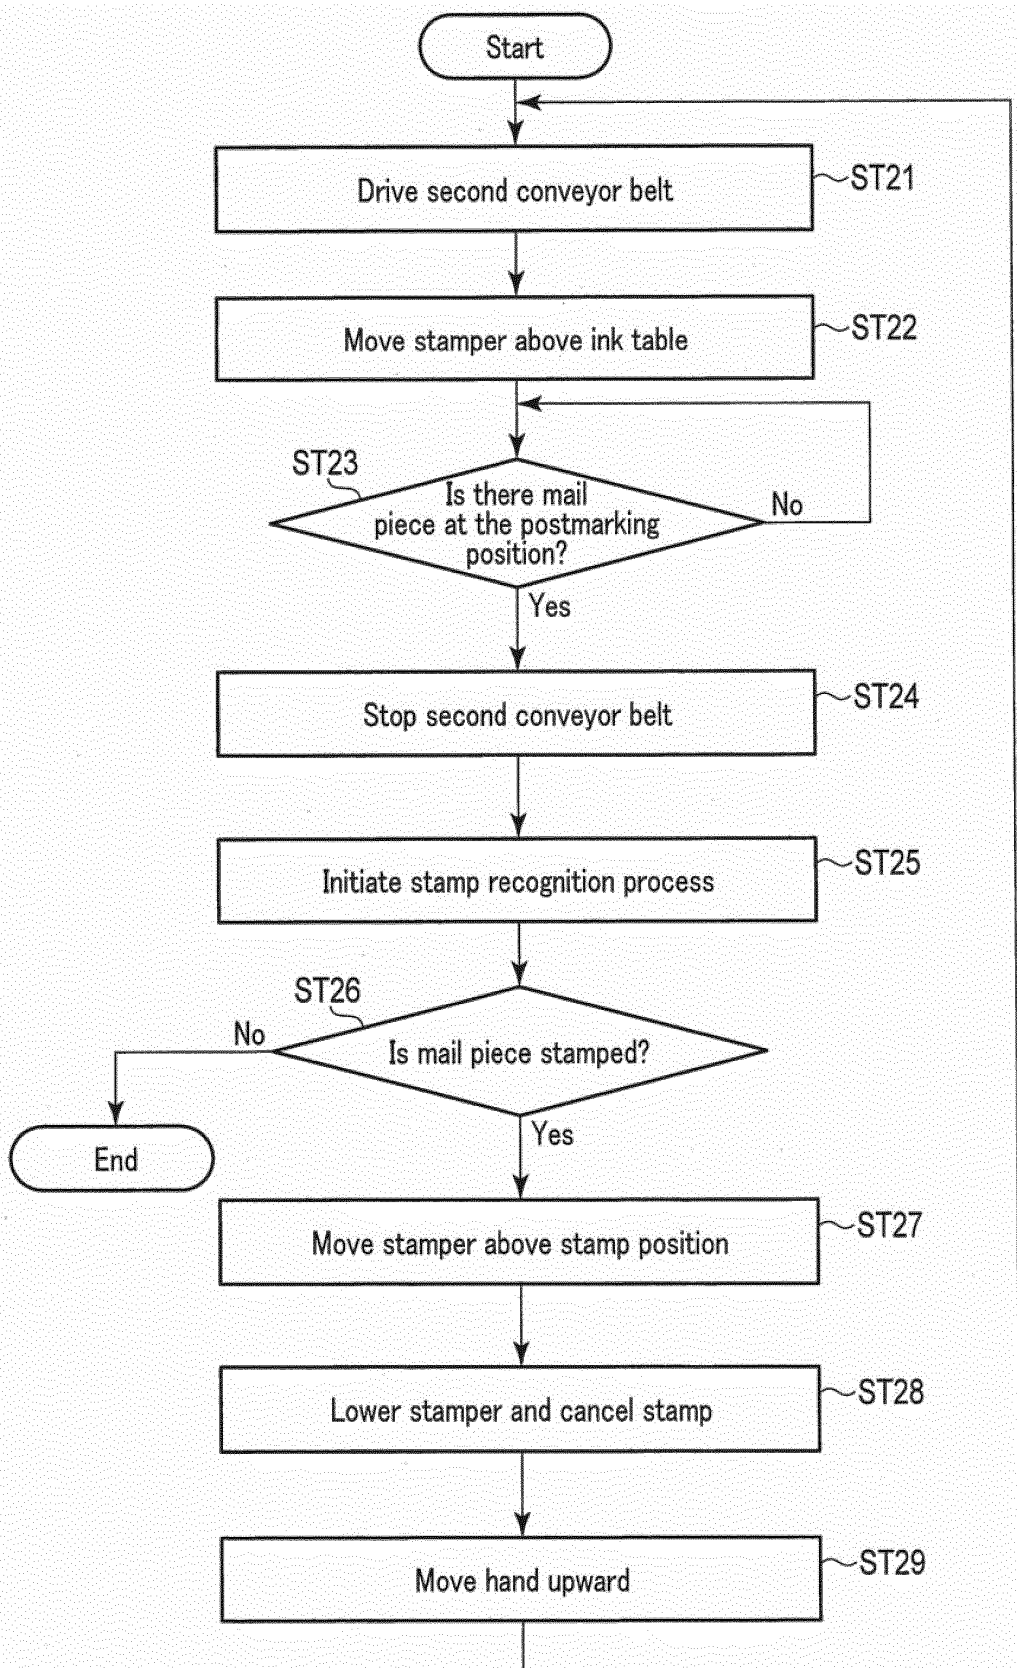 Start
Drive second conveyor belt
ST21
Move stamper above ink table
ST22
ST23
Is there mail
piece at the postmarking
position?
No
Yes
Stop second conveyor belt
ST24
Initiate stamp recognition process
ST25
ST26
No
Is mail piece stamped?
Yes
End
Move stamper above stamp position
ST27
Lower stamper and cancel stamp
ST28
Move hand upward
ST29